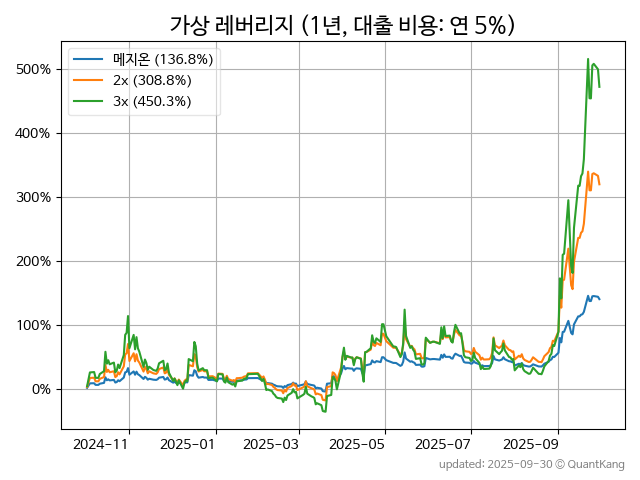 가상 레버리지 (1년, 대출 비용: 연 5%)
메지온 (136.8%)
2x (308.8%)
3x (450.3%)
500%
400%
300%
200%
100%
0%
2024-11 2025-01 2025-03 2025-05 2025-07 2025-09
updated: 2025-09-30 © QuantKang